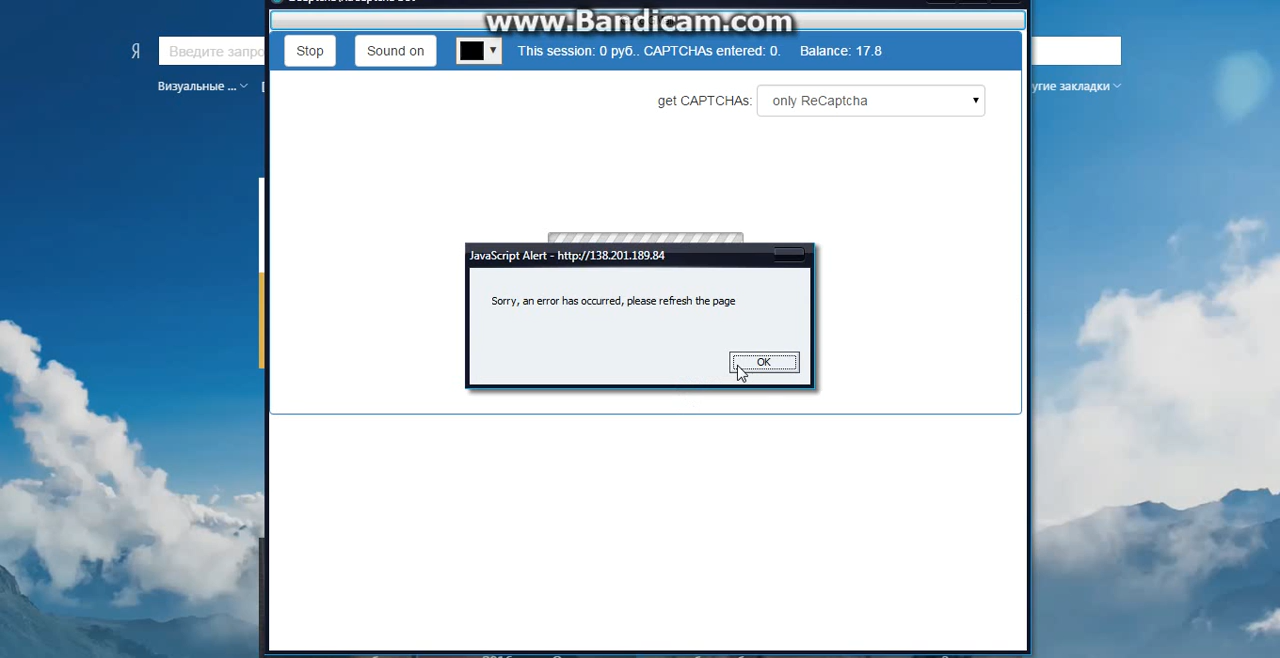 www.Bandicam.com
Я Введите запро
Stop Sound on This session: 0 руб.. CAPTCHAs entered: 0. Balance: 17.8
Визуальные ...
ругие закладки
get CAPTCHAs: only ReCaptcha
JavaScript Alert - http://138.201.189.84
Sorry, an error has occurred, please refresh the page
OK